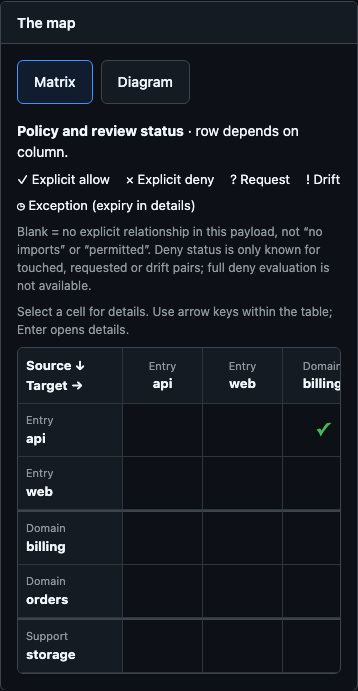 The map
Matrix Diagram
Policy and review status · row depends on
column.
✓ Explicit allow × Explicit deny ? Request ! Drift
◷ Exception (expiry in details)
Blank = no explicit relationship in this payload, not “no
imports” or “permitted”. Deny status is only known for
touched, requested or drift pairs; full deny evaluation is
not available.
Select a cell for details. Use arrow keys within the table;
Enter opens details.
Source ↓ Entry Entry Domain
Target → api web billing
Entry
api ✓
Entry
web
Domain
billing
Domain
orders
Support
storage